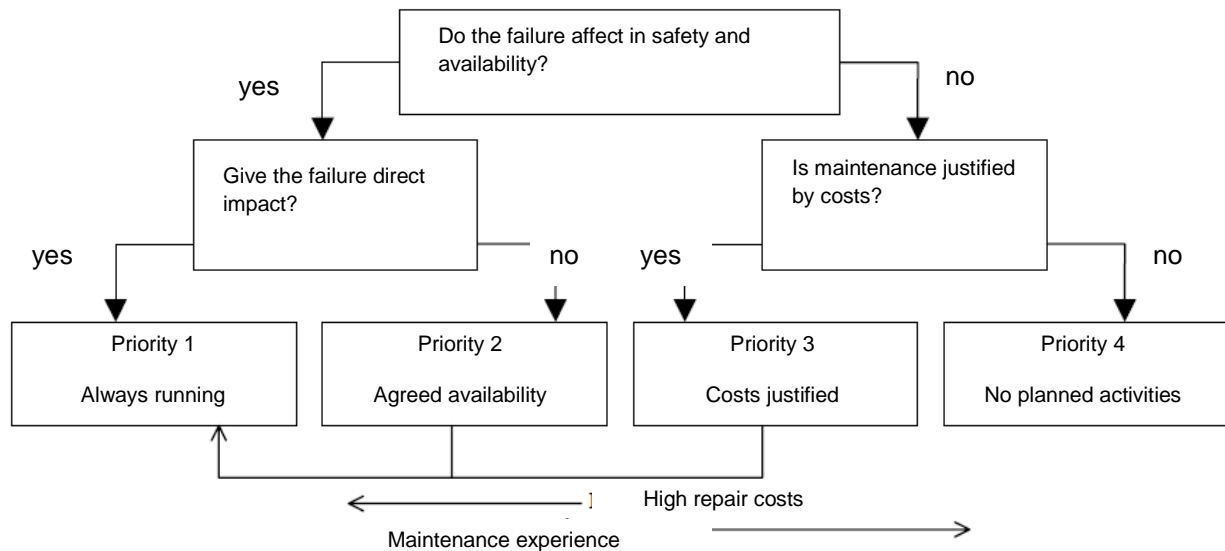 Do the failure affect in safety and
availability?
yes
no
Give the failure direct
impact?
Is maintenance justified
by costs?
yes
no
yes
no
Priority 1
Always running
Priority 2
Agreed availability
Priority 3
Costs justified
Priority 4
No planned activities
High repair costs
Maintenance experience